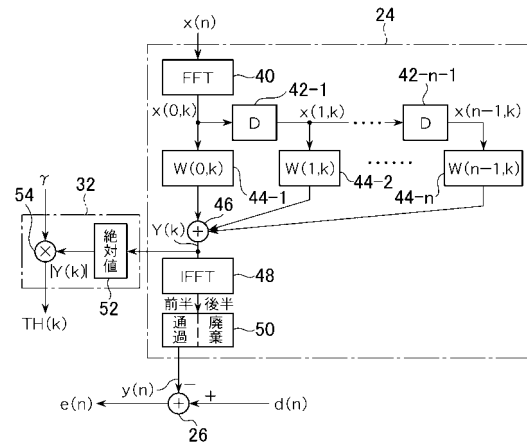 x(n)
24
FFT
40
42-1
42-n-1
x(0,k)
D
x(1,k)
D
x(n-1,k)
W(0,k)
W(1,k)
W(n-1,k)
44-1
44-2
44-n
32
γ
54
46
Y(k)
絶対値
|Y(k)|
52
IFFT
48
TH(k)
前半
後半
通過
廃棄
50
y(n)
−
e(n)
+
d(n)
26